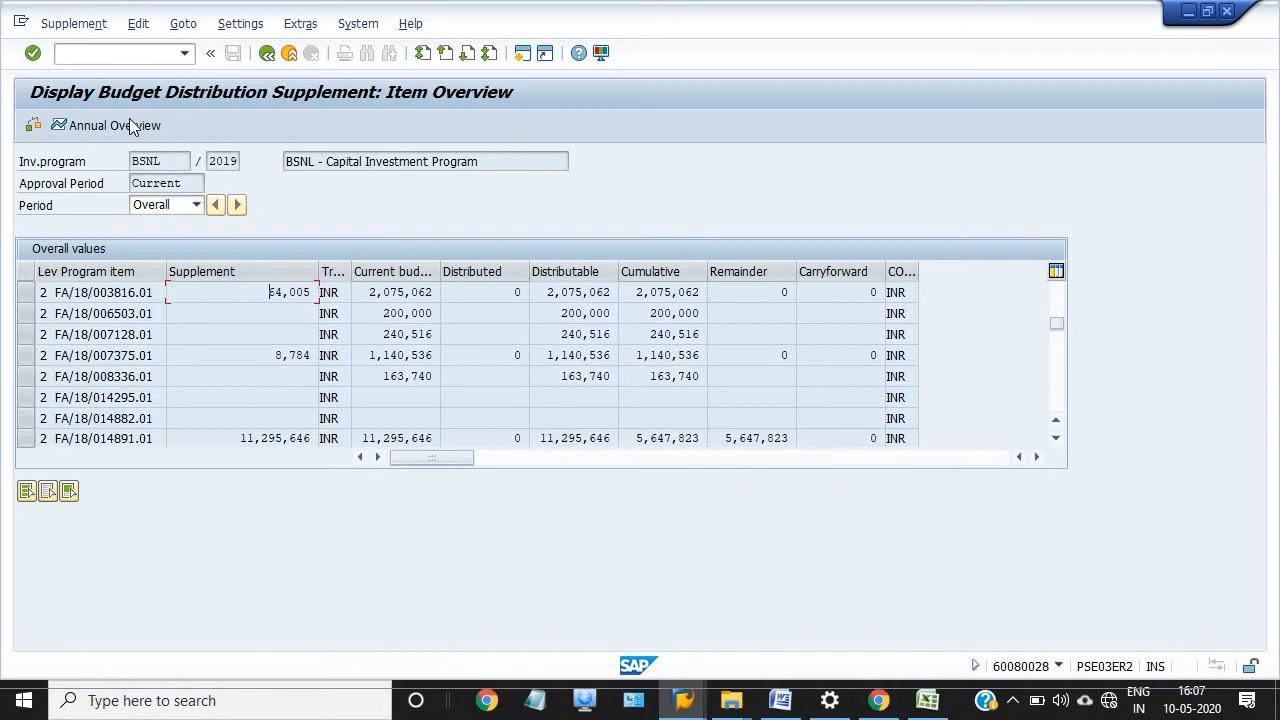 Supplement Edit Goto Settings Extras System Help
Display Budget Distribution Supplement: Item Overview
Annual Overview
Inv.program BSNL / 2019 BSNL - Capital Investment Program
Approval Period Current
Period Overall
Overall values
Lev Program item Supplement Tr... Current bud... Distributed Distributable Cumulative Remainder Carryforward CO...
2 FA/18/003816.01 64,005 INR 2,075,062 0 2,075,062 2,075,062 0 0 INR
2 FA/18/006503.01 INR 200,000 200,000 200,000 INR
2 FA/18/007128.01 INR 240,516 240,516 240,516 INR
2 FA/18/007375.01 8,784 INR 1,140,536 0 1,140,536 1,140,536 0 0 INR
2 FA/18/008336.01 INR 163,740 163,740 163,740 INR
2 FA/18/014295.01 INR INR
2 FA/18/014882.01 INR INR
2 FA/18/014891.01 11,295,646 INR 11,295,646 0 11,295,646 5,647,823 5,647,823 0 INR
SAP 60080028 PSE03ER2 INS
Type here to search
ENG 16:07
IN 10-05-2020